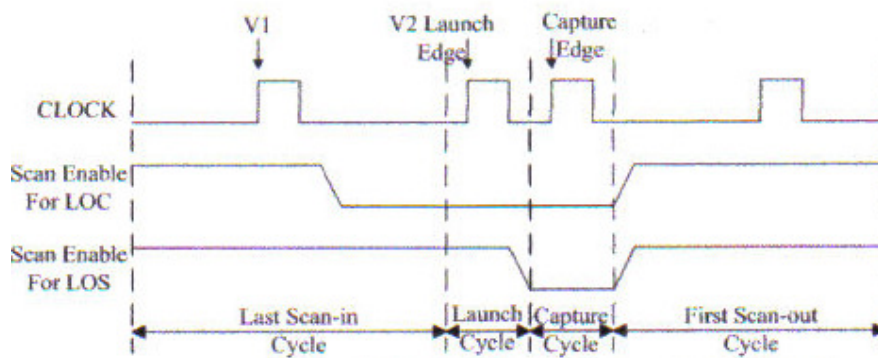 V1
V2 Launch
Edge
Capture
Edge
CLOCK
Scan Enable
For LOC
Scan Enable
For LOS
Last Scan-in
Cycle
Launch
Cycle
Capture
Cycle
First Scan-out
Cycle